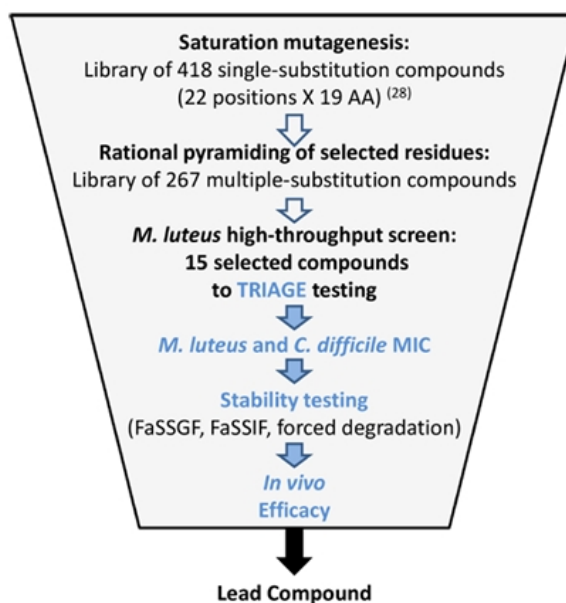 Saturation mutagenesis:
Library of 418 single-substitution compounds
(22 positions X 19 AA) (28)
Rational pyramiding of selected residues:
Library of 267 multiple-substitution compounds
M. luteus high-throughput screen:
15 selected compounds
to TRIAGE testing
M. luteus and C. difficile MIC
Stability testing
(FaSSGF, FaSSIF, forced degradation)
In vivo
Efficacy
Lead Compound